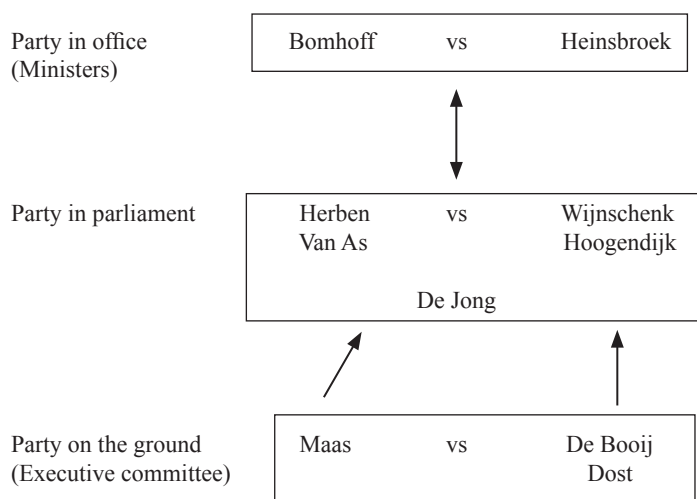 Party in office Bomhoff vs Heinsbroek
(Ministers)
Party in parliament Herben vs Wijnschenk
Van As Hoogendijk
De Jong
Party on the ground Maas vs De Booij
(Executive committee) Dost